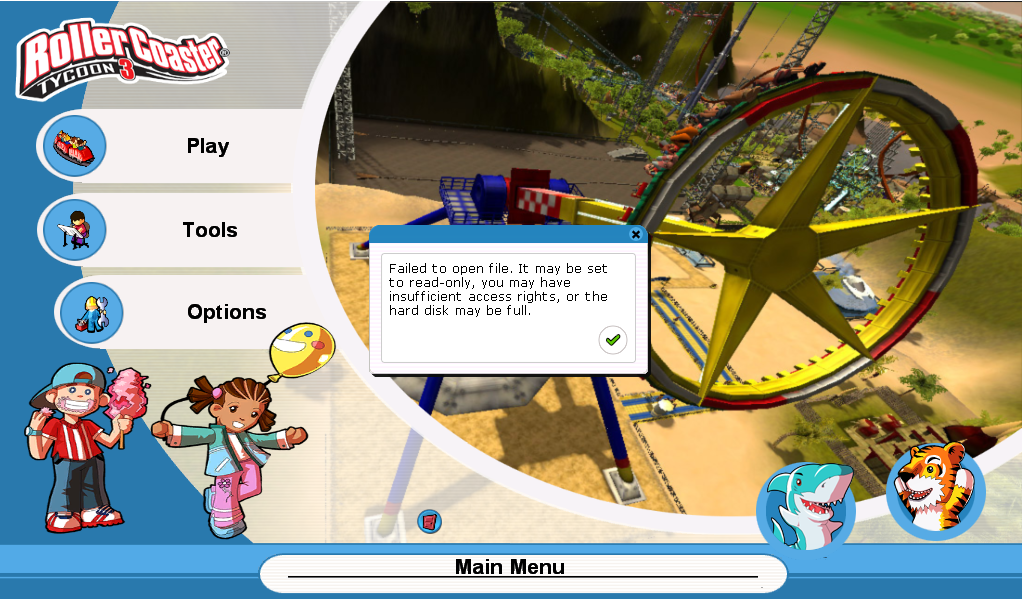 RollerCoaster®
TYCOON 3
Play
Tools
Options
Failed to open file. It may be set
to read-only, you may have
insufficient access rights, or the
hard disk may be full.
Main Menu